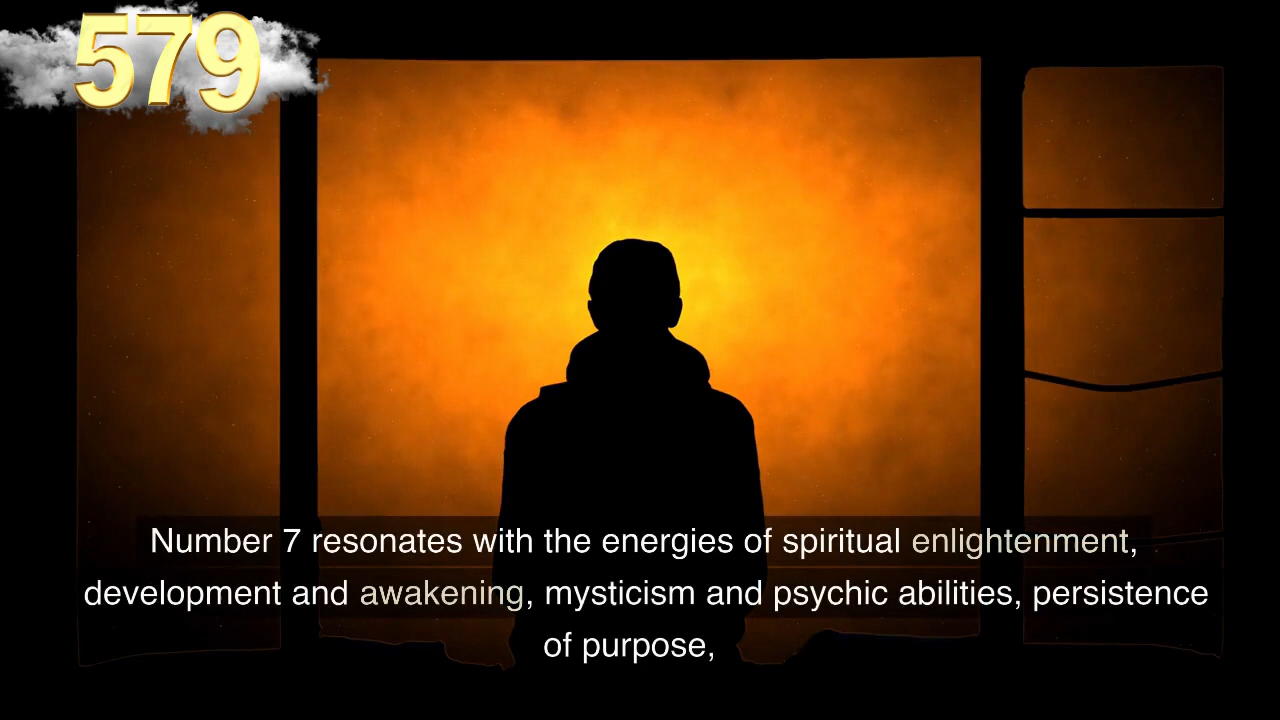 579
Number 7 resonates with the energies of spiritual enlightenment,
development and awakening, mysticism and psychic abilities, persistence
of purpose,